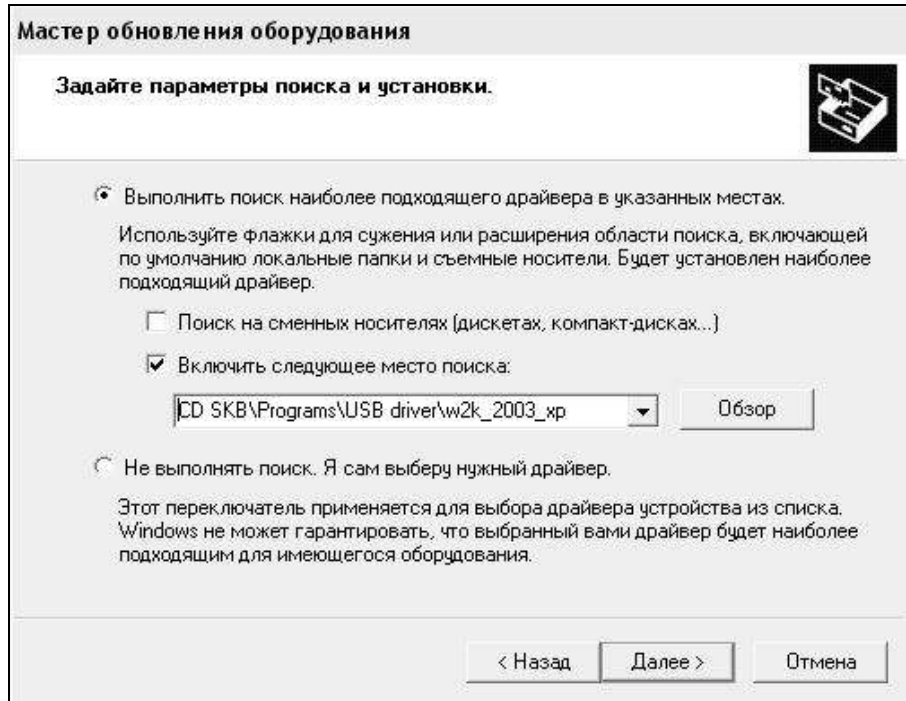 Мастер обновления оборудования
Задайте параметры поиска и установки.
Выполнить поиск наиболее подходящего драйвера в указанных местах.
Используйте флажки для сужения или расширения области поиска, включающей
по умолчанию локальные папки и съемные носители. Будет установлен наиболее
подходящий драйвер.
Поиск на сменных носителях (дискетах, компакт-дисках...)
Включить следующее место поиска:
CD SKB\Programs\USB driver\w2k_2003_xp
Обзор
Не выполнять поиск. Я сам выберу нужный драйвер.
Этот переключатель применяется для выбора драйвера устройства из списка.
Windows не может гарантировать, что выбранный вами драйвер будет наиболее
подходящим для имеющегося оборудования.
< Назад
Далее >
Отмена